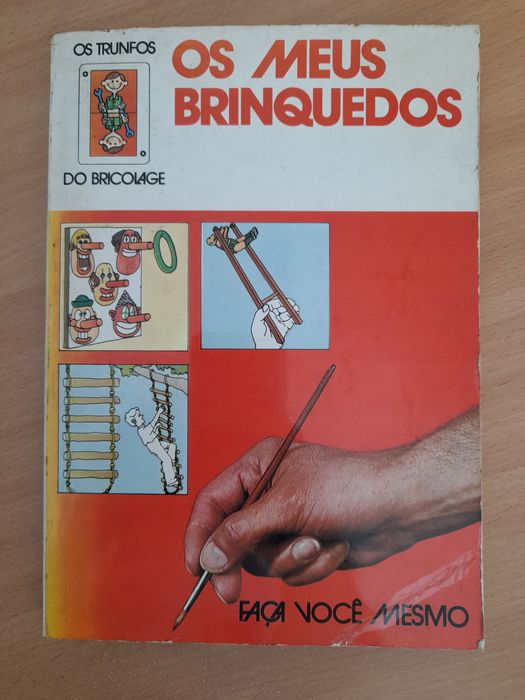 OS TRUNFOS
DO BRICOLAGE
OS MEUS
BRINQUEDOS
FAÇA VOCÊ MESMO